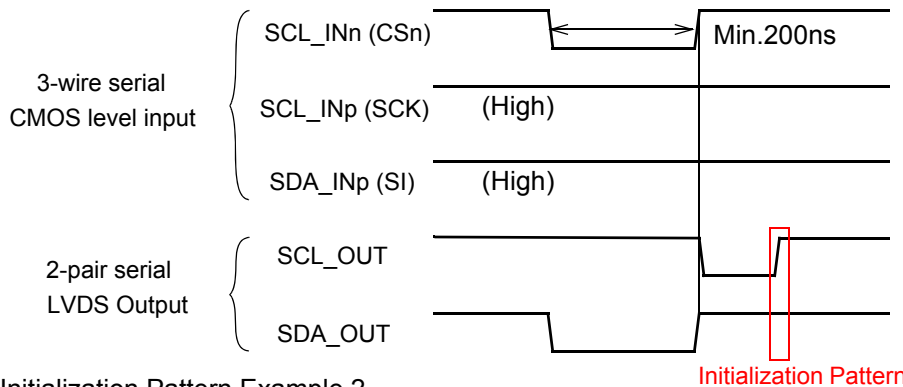 SCL_INn (CSn)
Min.200ns
3-wire serial
CMOS level input
SCL_INp (SCK)
(High)
SDA_INp (SI)
(High)
SCL_OUT
2-pair serial
LVDS Output
SDA_OUT
Initialization Pattern
Initialization Pattern Example 2